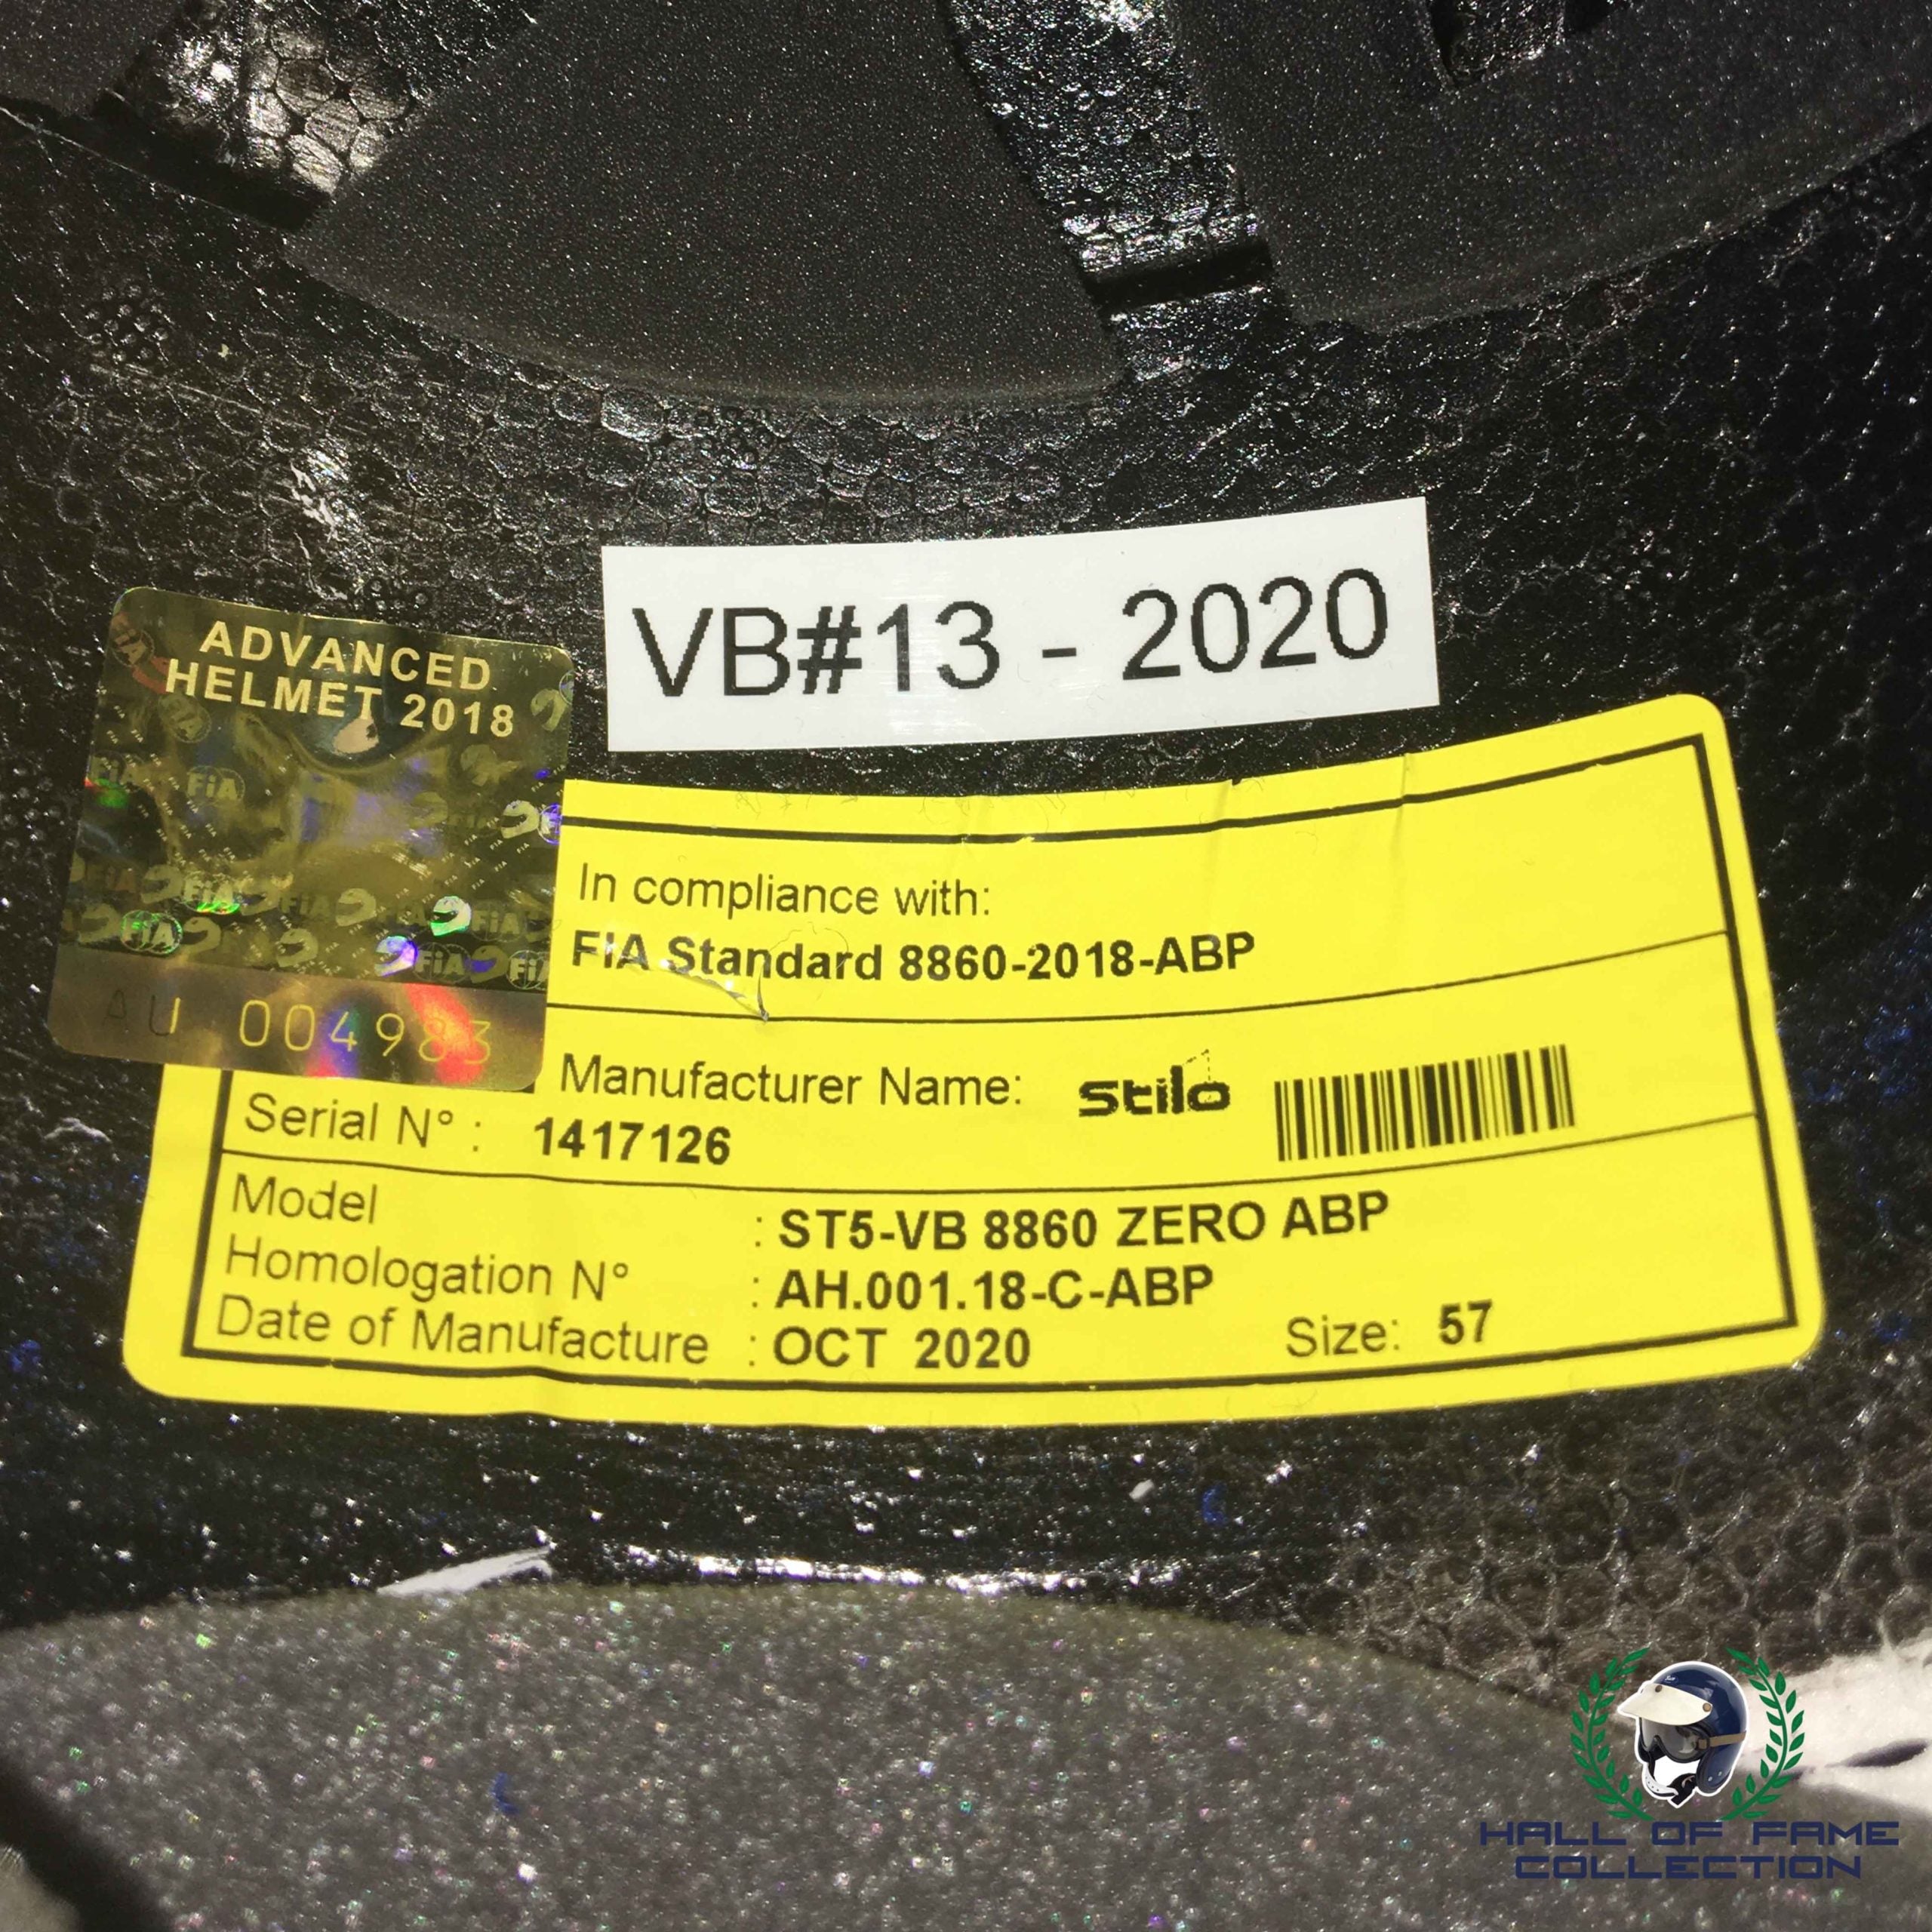 VB#13 - 2020
ADVANCED
HELMET 2018
FiA
AU 004983
In compliance with:
FIA Standard 8860-2018-ABP
Manufacturer Name: Stilo
Serial N° : 1417126
Model : ST5-VB 8860 ZERO ABP
Homologation N° : AH.001.18-C-ABP
Date of Manufacture : OCT 2020 Size: 57
HALL OF FAME
COLLECTION